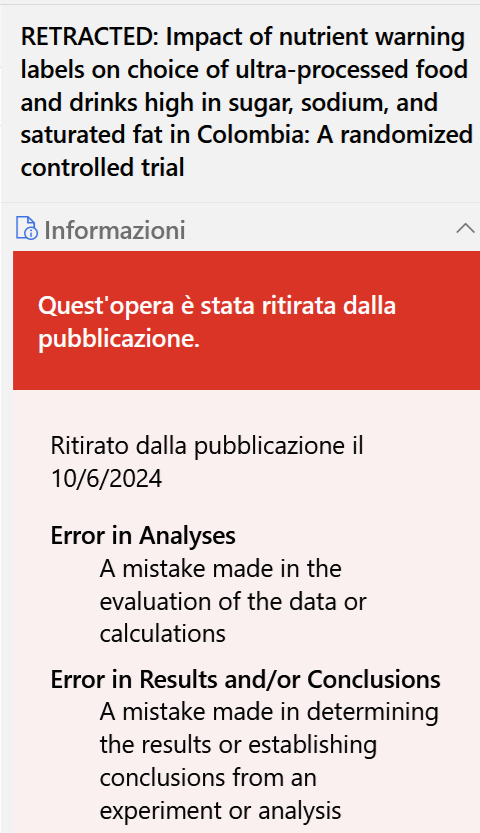 RETRACTED: Impact of nutrient warning
labels on choice of ultra-processed food
and drinks high in sugar, sodium, and
saturated fat in Colombia: A randomized
controlled trial
Informazioni
Quest'opera è stata ritirata dalla
pubblicazione.
Ritirato dalla pubblicazione il
10/6/2024
Error in Analyses
A mistake made in the
evaluation of the data or
calculations
Error in Results and/or Conclusions
A mistake made in determining
the results or establishing
conclusions from an
experiment or analysis